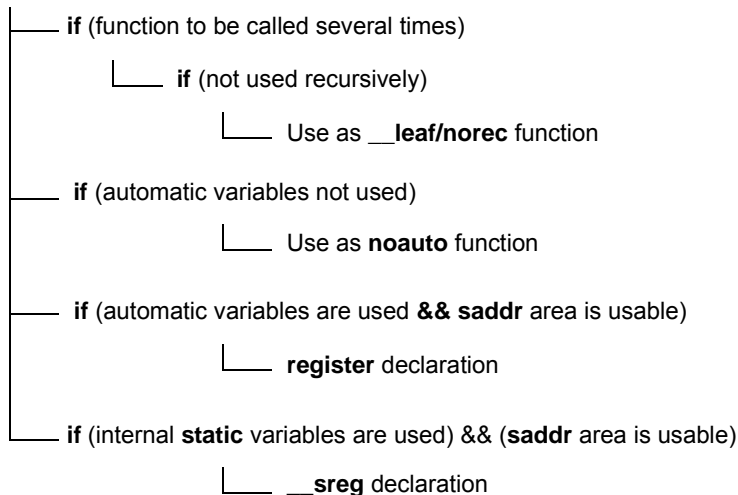 if (function to be called several times)
if (not used recursively)
Use as __leaf/norec function
if (automatic variables not used)
Use as noauto function
if (automatic variables are used && saddr area is usable)
register declaration
if (internal static variables are used) && (saddr area is usable)
__sreg declaration